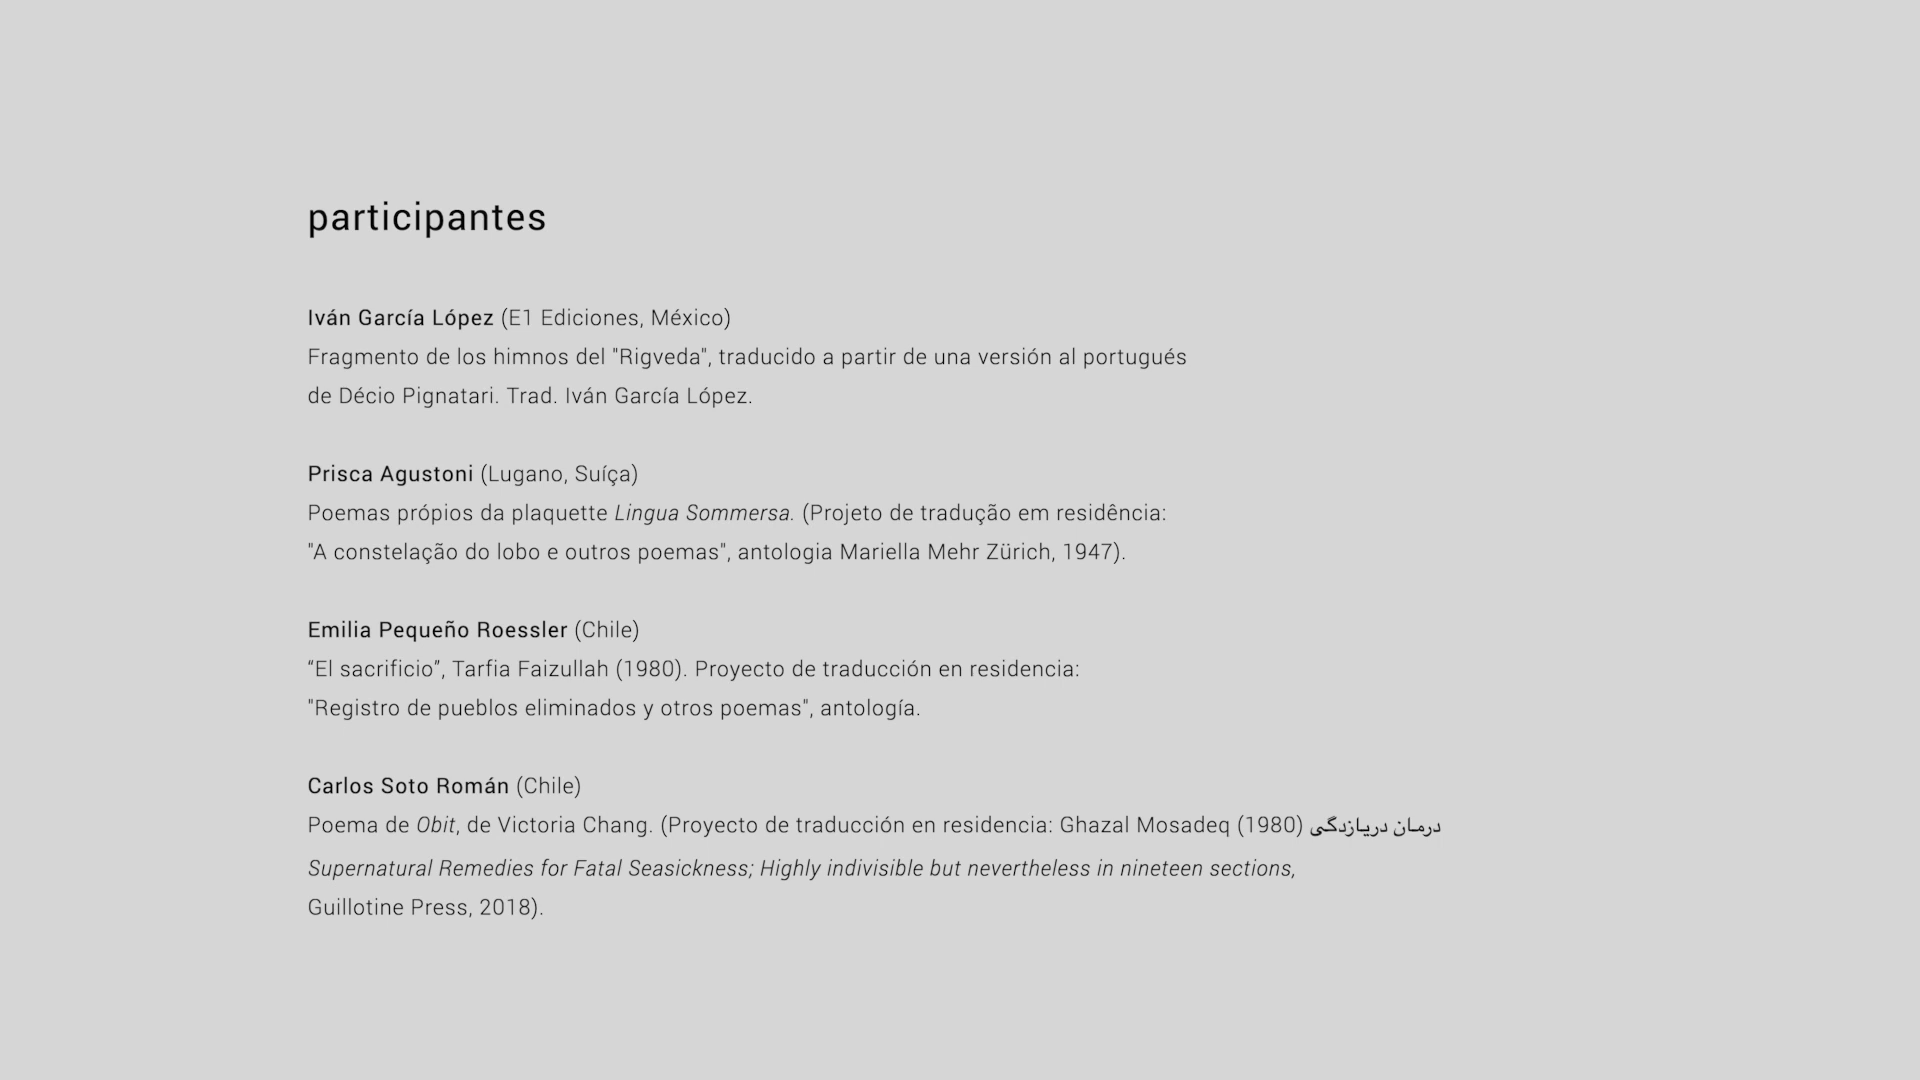 participantes
Iván García López (E1 Ediciones, México)
Fragmento de los himnos del "Rigveda", traducido a partir de una versión al portugués
de Décio Pignatari. Trad. Iván García López.
Prisca Agustoni (Lugano, Suíça)
Poemas própios da plaquette Lingua Sommersa. (Projeto de tradução em residência:
"A constelação do lobo e outros poemas", antologia Mariella Mehr Zürich, 1947).
Emilia Pequeño Roessler (Chile)
“El sacrificio”, Tarfia Faizullah (1980). Proyecto de traducción en residencia:
"Registro de pueblos eliminados y otros poemas", antología.
Carlos Soto Román (Chile)
Poema de Obit, de Victoria Chang. (Proyecto de traducción en residencia: Ghazal Mosadeq (1980) درمان دریازدگی
Supernatural Remedies for Fatal Seasickness; Highly indivisible but nevertheless in nineteen sections,
Guillotine Press, 2018).